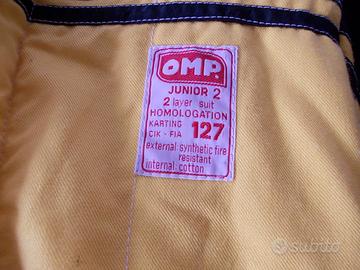 OMP
JUNIOR 2
2 layer suit
HOMOLOGATION
KARTING 127
CIK - FIA
external: synthetic fire
resistant
internal: cotton
subito